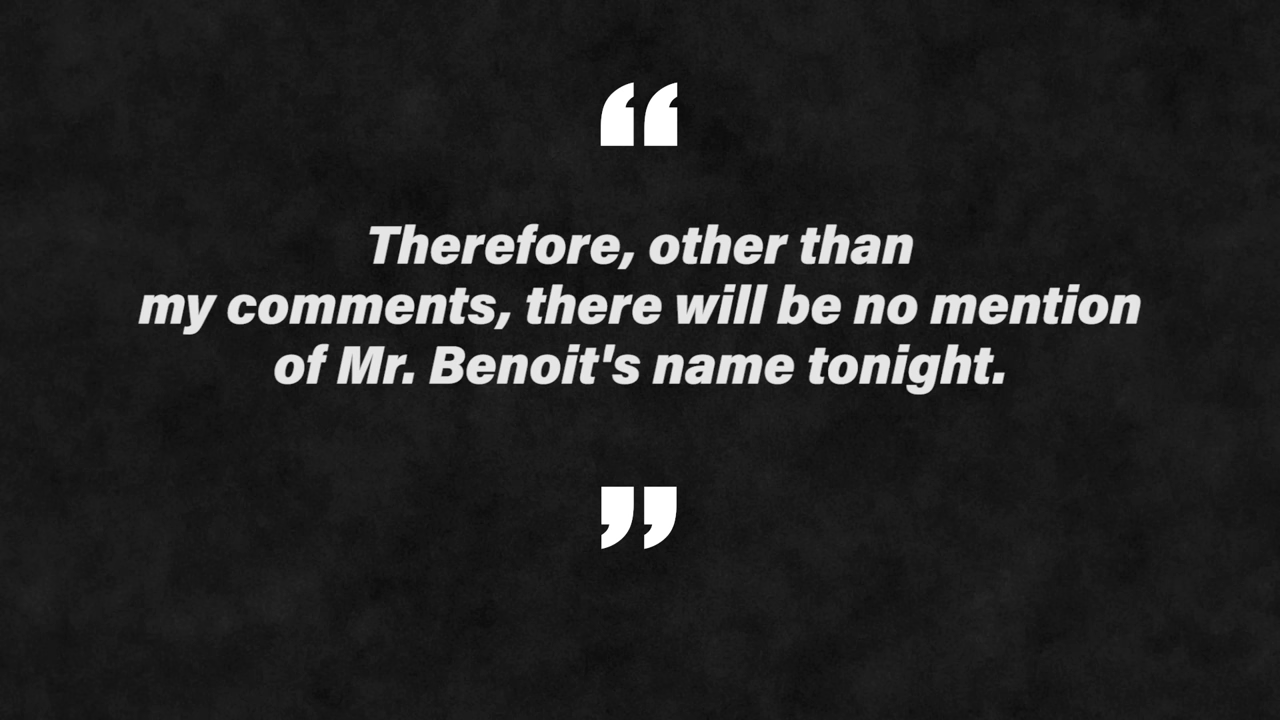 “
Therefore, other than
my comments, there will be no mention
of Mr. Benoit's name tonight.
”